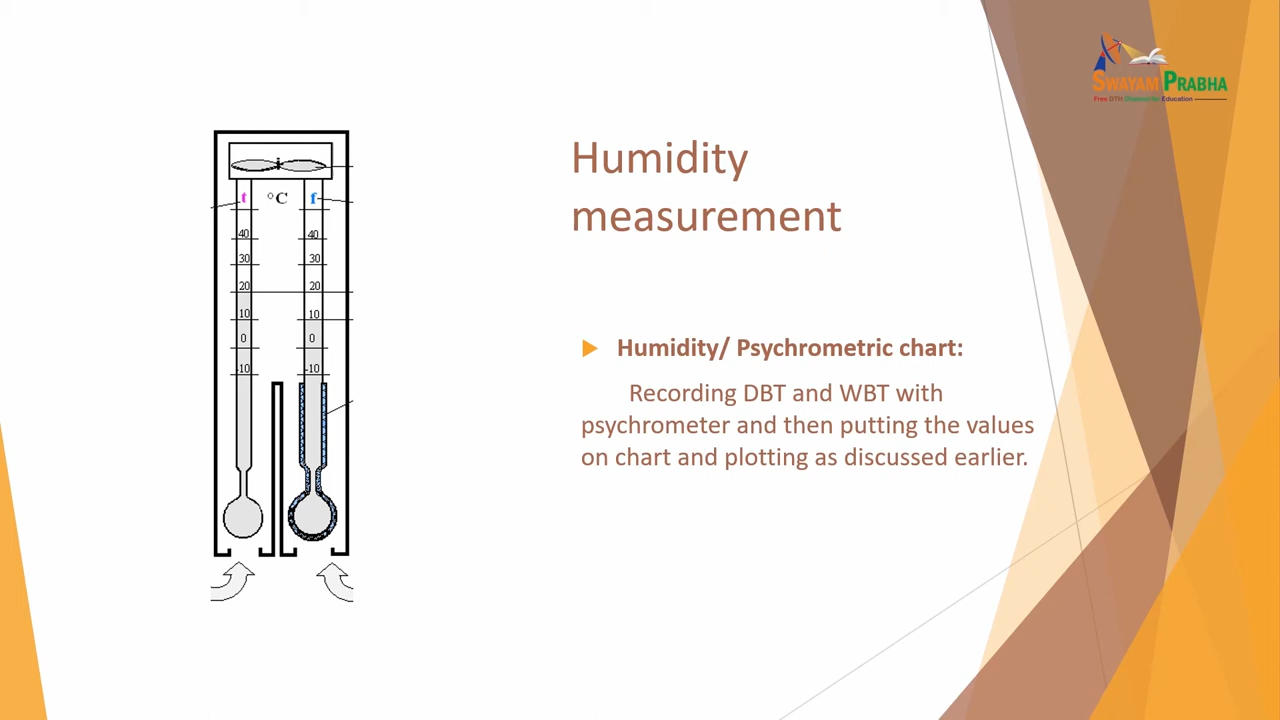 SWAYAM PRABHA
Free DTH Channel for Education
Humidity
measurement
t °C f
40 40
30 30
20 20
10 10
0 0
-10 -10
Humidity/ Psychrometric chart:
Recording DBT and WBT with
psychrometer and then putting the values
on chart and plotting as discussed earlier.